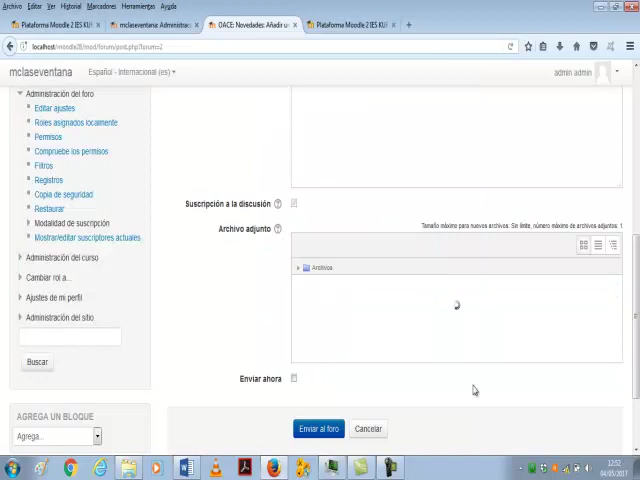 Archivo Editar Ver Historial Marcadores Herramientas Ayuda
Plataforma Moodle 2 IES KUR
mclaseventana: Administrac
OACE: Novedades: Añadir un
Plataforma Moodle 2 IES KUR
localhost/moodle28/mod/forum/post.php?forum=2
mclaseventana
Español - Internacional (es)
admin admin
Administración del foro
Editar ajustes
Roles asignados localmente
Permisos
Compruebe los permisos
Filtros
Registros
Copia de seguridad
Restaurar
Modalidad de suscripción
Mostrar/editar suscriptores actuales
Administración del curso
Cambiar rol a...
Ajustes de mi perfil
Administración del sitio
Buscar
AGREGA UN BLOQUE
Agrega...
Suscripción a la discusión
Archivo adjunto
Tamaño máximo para nuevos archivos: Sin límite, número máximo de archivos adjuntos: 1
Archivos
Enviar ahora
Enviar al foro
Cancelar
12:52
04/05/2017